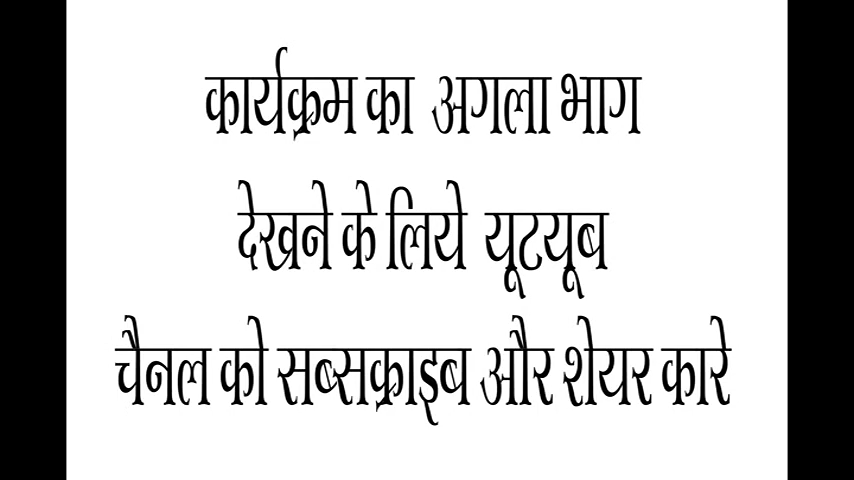 कार्यक्रम का अगला भाग
देखने के लिये यूटयूब
चैनल को सब्सक्राइब और शेयर कारे